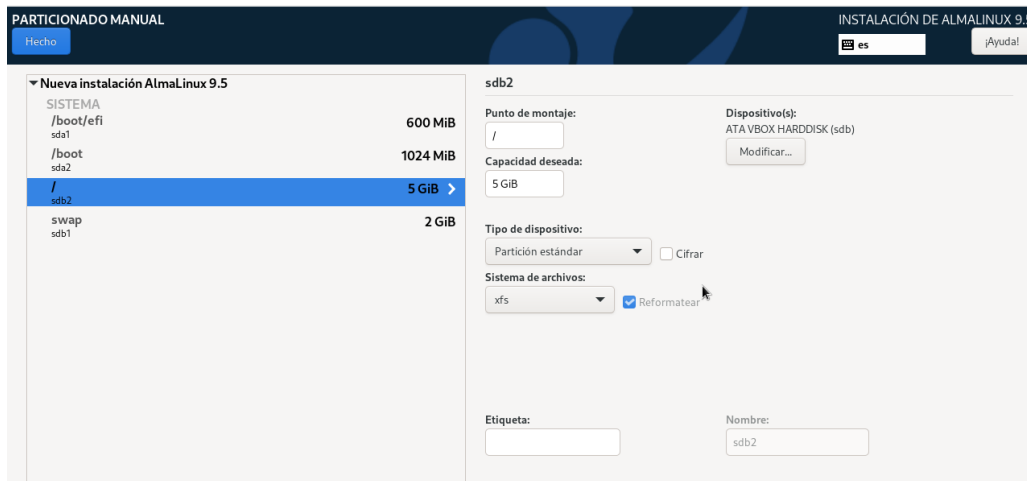 PARTICIONADO MANUAL
INSTALACIÓN DE ALMALINUX 9.5
Hecho
es
¡Ayuda!
Nueva instalación AlmaLinux 9.5
SISTEMA
/boot/efi
600 MiB
sda1
/boot
1024 MiB
sda2
/
5 GiB
sdb2
swap
2 GiB
sdb1
sdb2
Punto de montaje:
/
Dispositivo(s):
ATA VBOX HARDDISK (sdb)
Modificar...
Capacidad deseada:
5 GiB
Tipo de dispositivo:
Partición estándar
Cifrar
Sistema de archivos:
xfs
Reformatear
Etiqueta:
Nombre:
sdb2